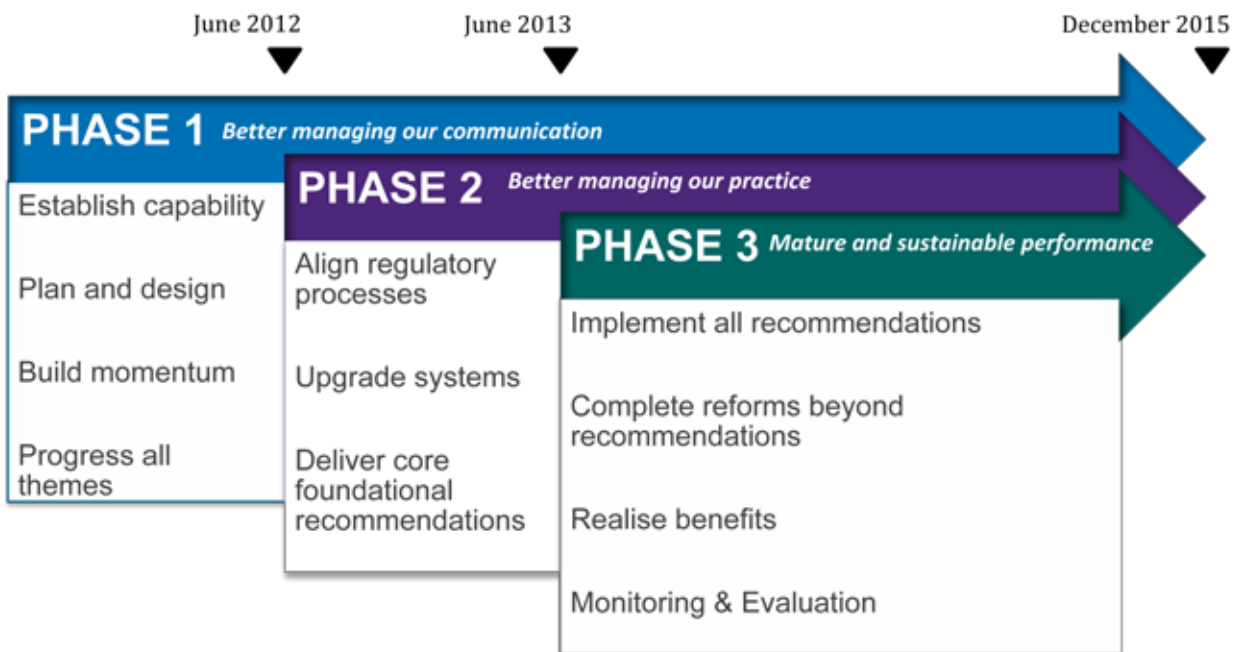 June 2012
June 2013
December 2015
PHASE 1 Better managing our communication
Establish capability
Plan and design
Build momentum
Progress all
themes
PHASE 2 Better managing our practice
Align regulatory
processes
Upgrade systems
Deliver core
foundational
recommendations
PHASE 3 Mature and sustainable performance
Implement all recommendations
Complete reforms beyond
recommendations
Realise benefits
Monitoring & Evaluation